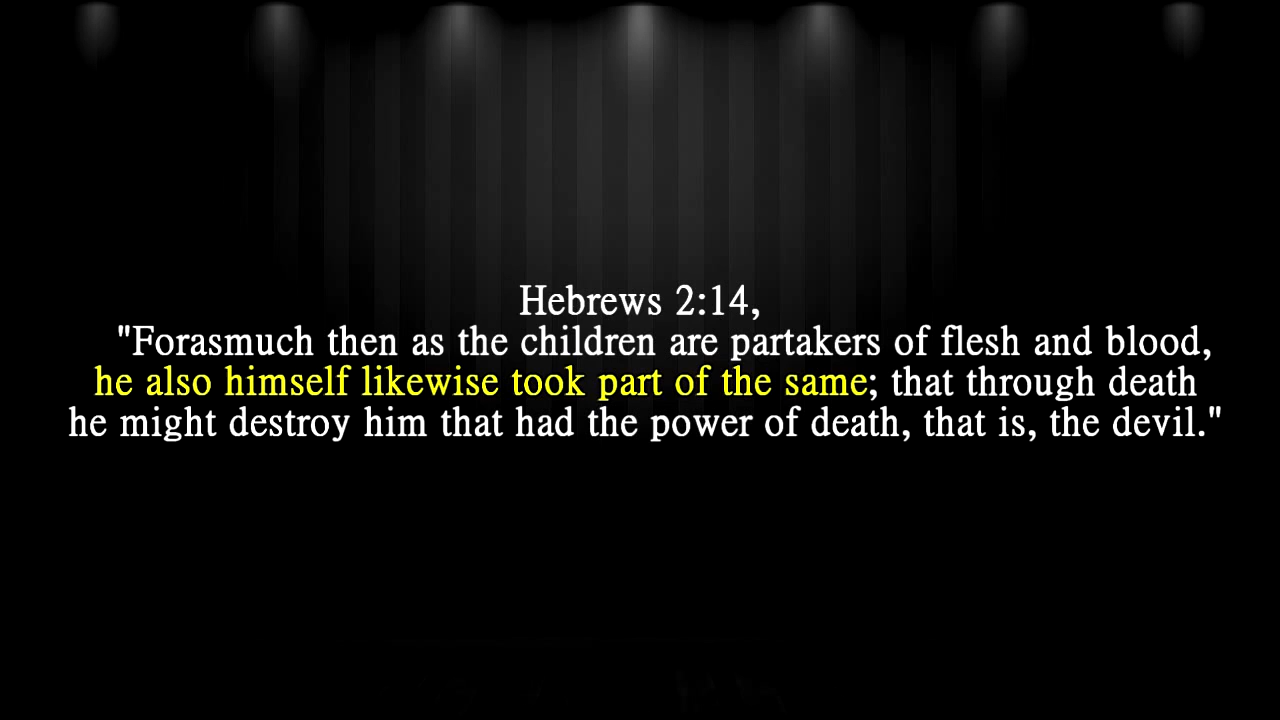 Hebrews 2:14,
"Forasmuch then as the children are partakers of flesh and blood,
he also himself likewise took part of the same; that through death
he might destroy him that had the power of death, that is, the devil."